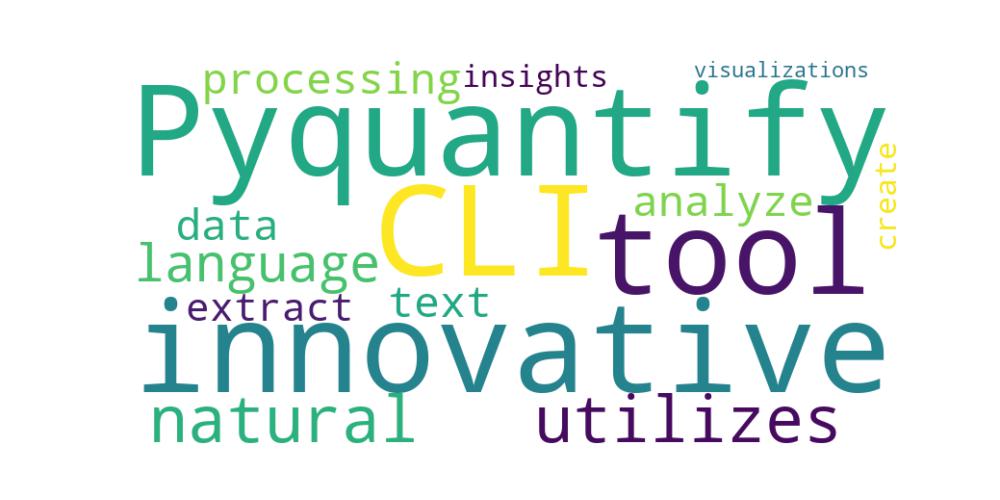 processing insights visualizations
Pyquantify
create
CLI
analyze
data
tool
language
extract text
innovative
natural utilizes